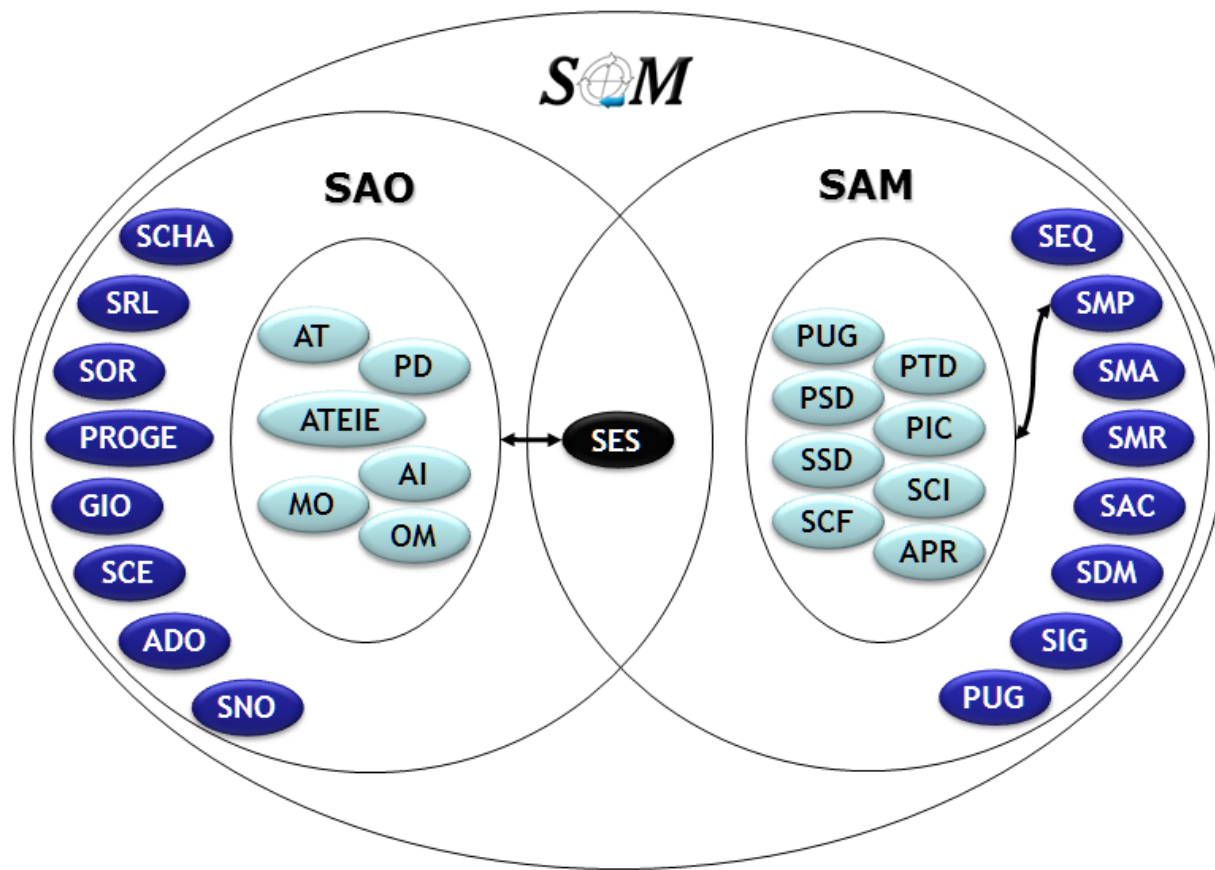 SQM
SAO
SAM
SCHA
SRL
SOR
PROGE
GIO
SCE
ADO
SNO
AT
PD
ATEIE
AI
MO
OM
SES
PUG
PTD
PSD
PIC
SSD
SCI
SCF
APR
SEQ
SMP
SMA
SMR
SAC
SDM
SIG
PUG